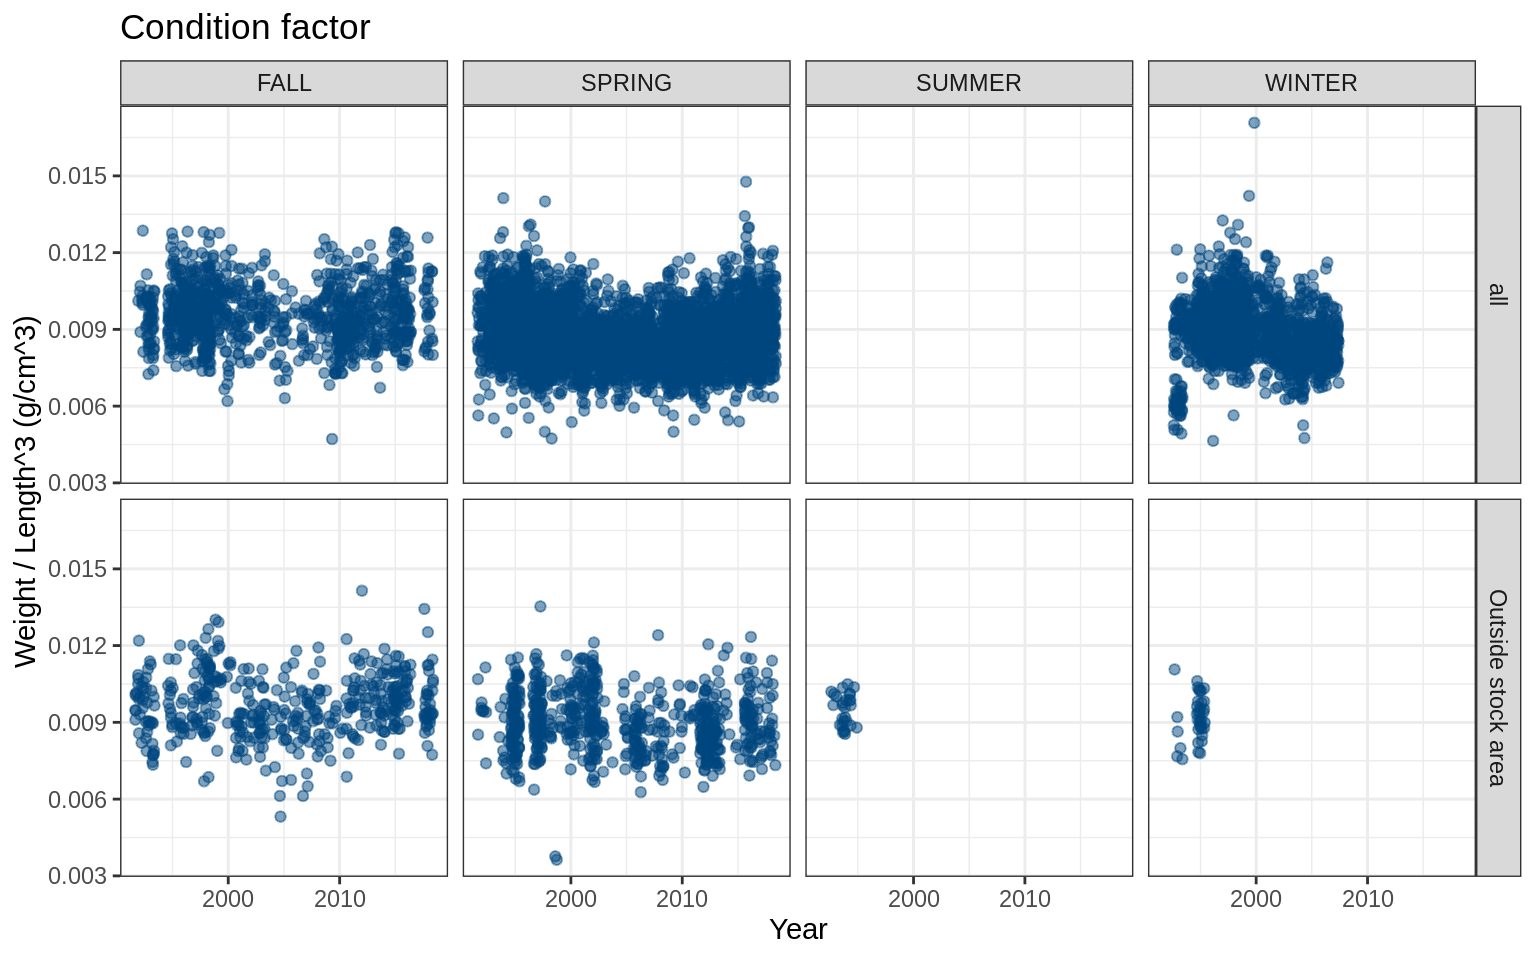 Condition factor
FALL
SPRING
SUMMER
WINTER
0.015
0.012
0.009
0.006
0.003
all
0.015
0.012
0.009
0.006
0.003
Outside stock area
Weight / Length^3 (g/cm^3)
2000
2010
2000
2010
2000
2010
2000
2010
Year